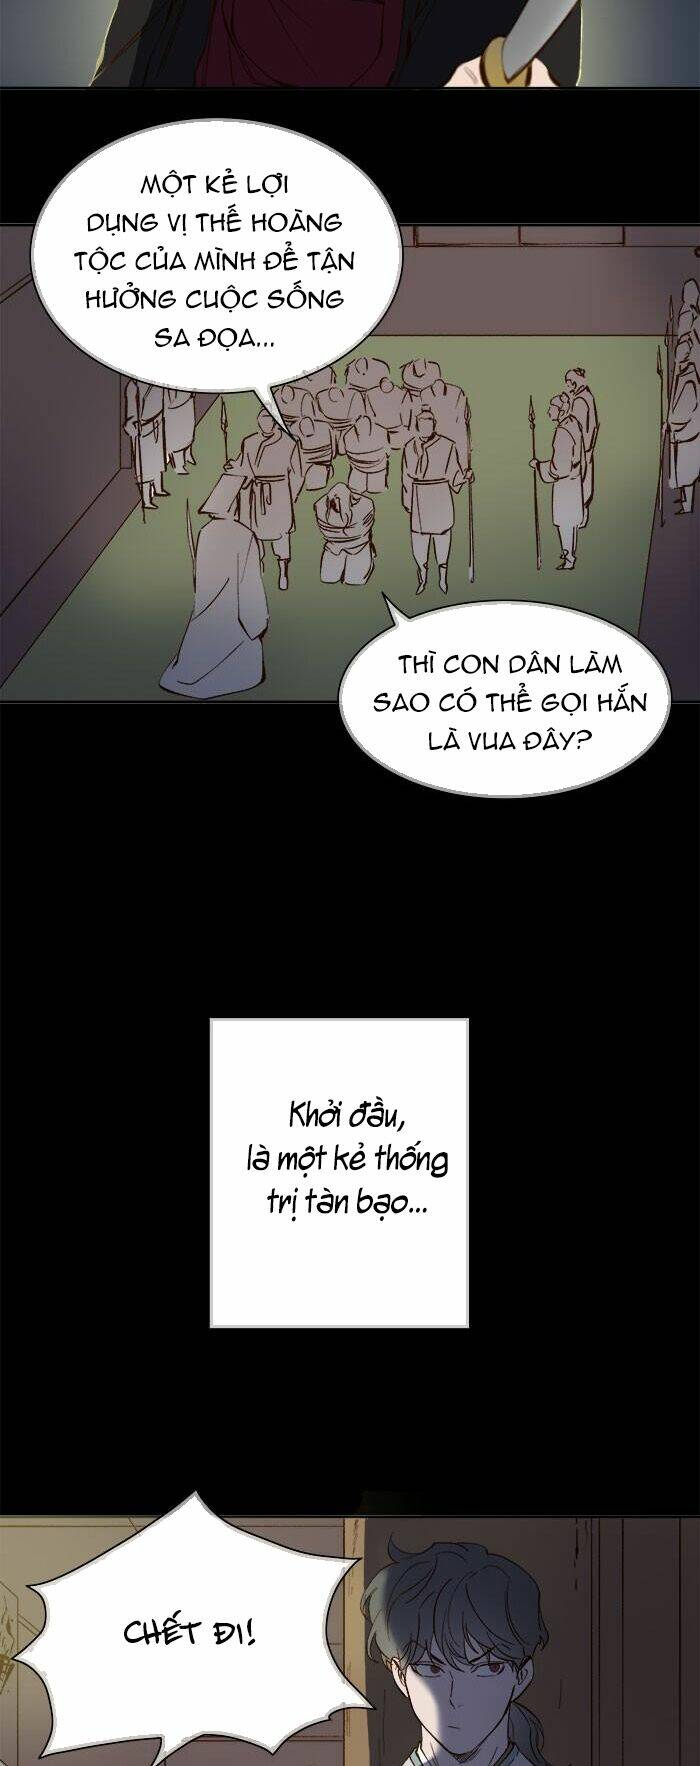 MỘT KẺ LỢI
DỤNG VỊ THẾ HOÀNG
TỘC CỦA MÌNH ĐỂ TẬN
HƯỞNG CUỘC SỐNG
SA ĐỌA...
THÌ CON DÂN LÀM
SAO CÓ THỂ GỌI HẮN
LÀ VUA ĐÂY?
Khởi đầu,
là một kẻ thống
trị tàn bạo...
CHẾT ĐI!